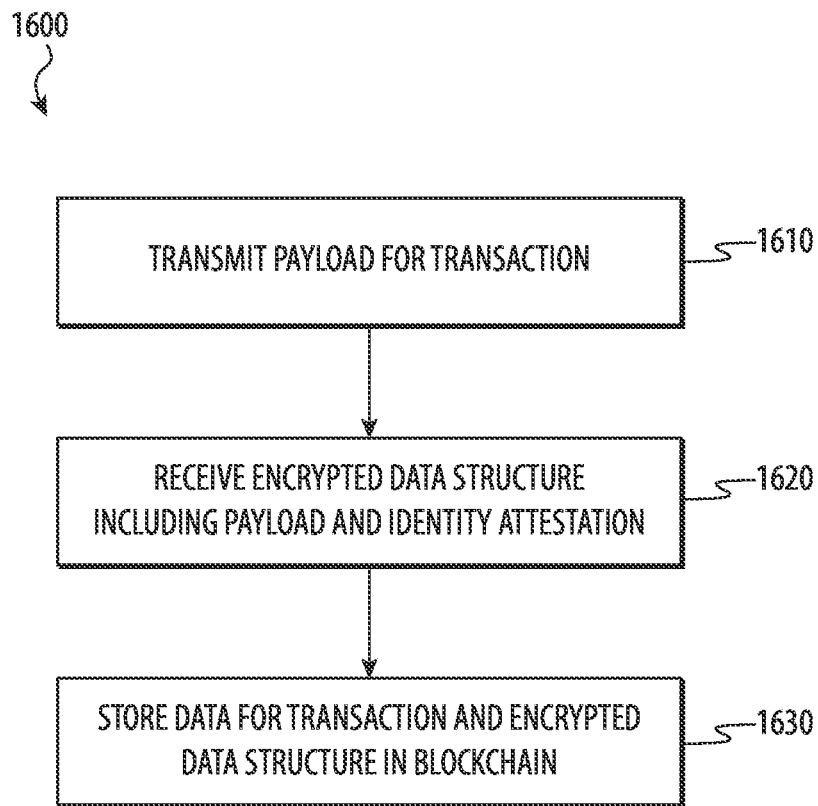 1600
TRANSMIT PAYLOAD FOR TRANSACTION
1610
RECEIVE ENCRYPTED DATA STRUCTURE
INCLUDING PAYLOAD AND IDENTITY ATTESTATION
1620
STORE DATA FOR TRANSACTION AND ENCRYPTED
DATA STRUCTURE IN BLOCKCHAIN
1630